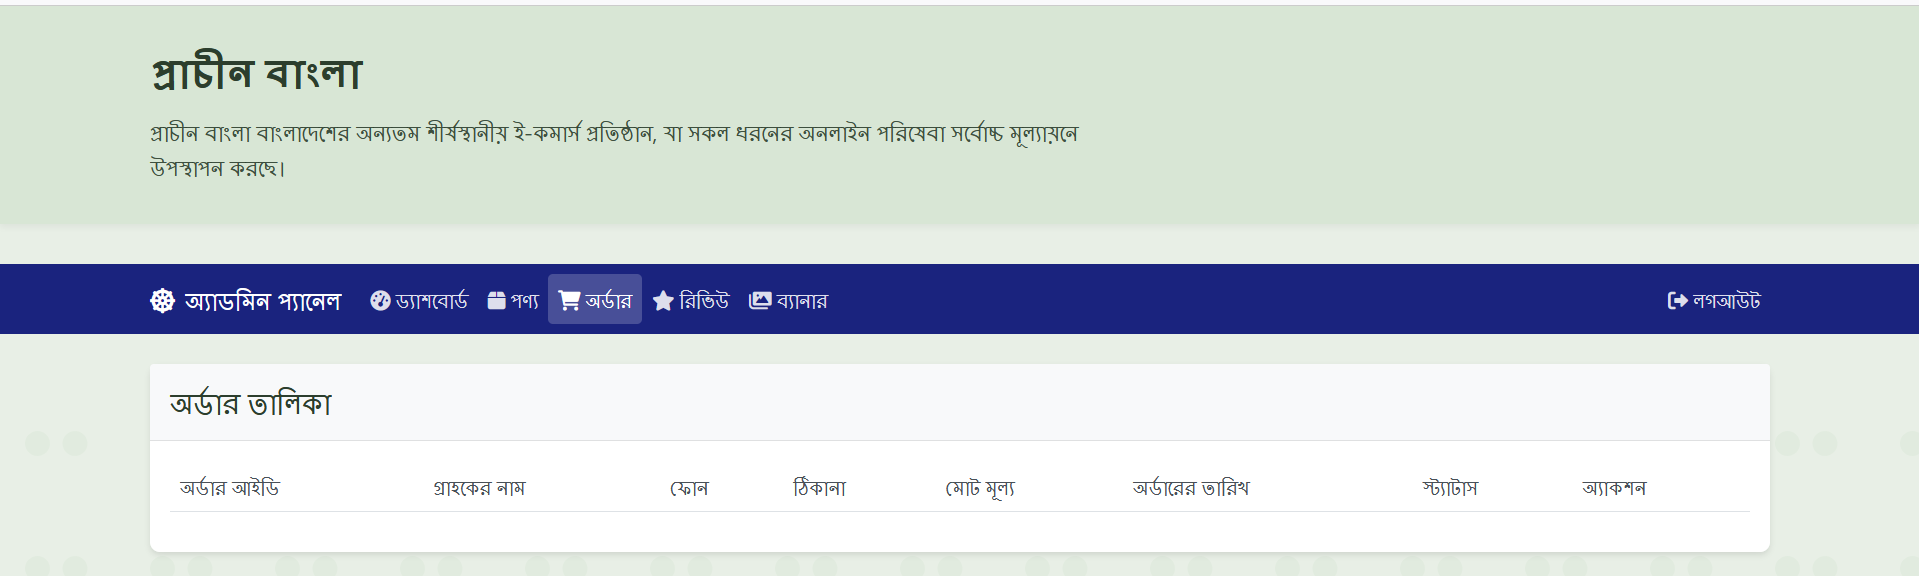 প্রাচীন বাংলা
প্রাচীন বাংলা বাংলাদেশের অন্যতম শীর্ষস্থানীয় ই-কমার্স প্রতিষ্ঠান, যা সকল ধরনের অনলাইন পরিষেবা সর্বোচ্চ মূল্যায়নে
উপস্থাপন করছে।
অ্যাডমিন প্যানেল ড্যাশবোর্ড পণ্য অর্ডার রিভিউ ব্যানার লগআউট
অর্ডার তালিকা
অর্ডার আইডি গ্রাহকের নাম ফোন ঠিকানা মোট মূল্য অর্ডারের তারিখ স্ট্যাটাস অ্যাকশন